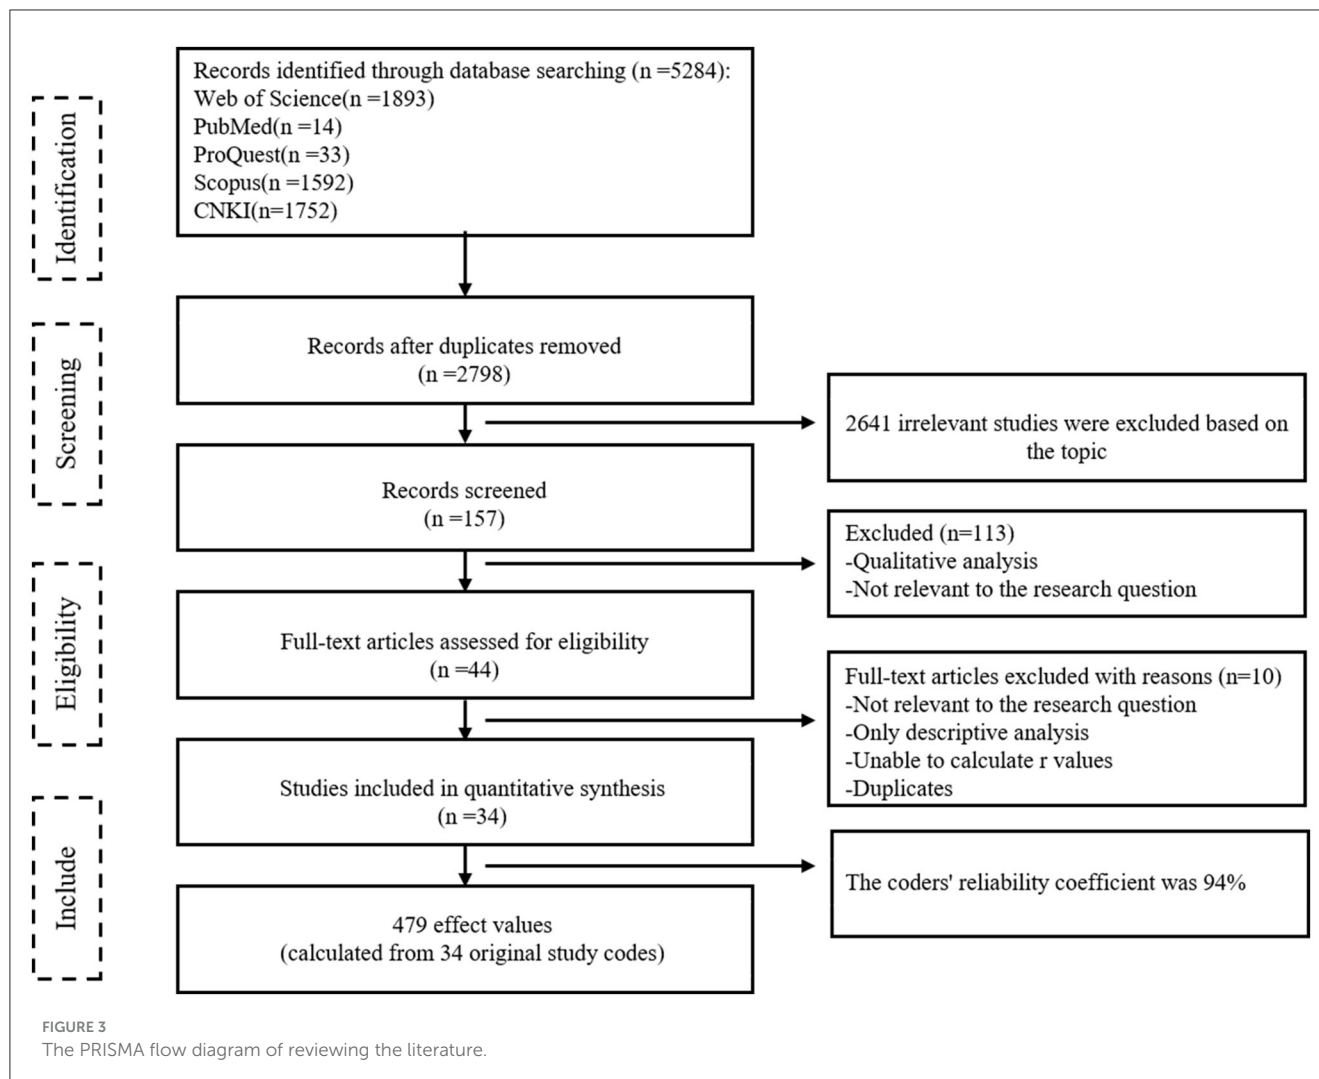 Identification
Records identified through database searching (n =5284):
Web of Science(n =1893)
PubMed(n =14)
ProQuest(n =33)
Scopus(n =1592)
CNKI(n=1752)
Screening
Records after duplicates removed
(n =2798)
2641 irrelevant studies were excluded based on
the topic
Records screened
(n =157)
Excluded (n=113)
-Qualitative analysis
-Not relevant to the research question
Eligibility
Full-text articles assessed for eligibility
(n =44)
Full-text articles excluded with reasons (n=10)
-Not relevant to the research question
-Only descriptive analysis
-Unable to calculate r values
-Duplicates
Studies included in quantitative synthesis
(n =34)
Include
The coders' reliability coefficient was 94%
479 effect values
(calculated from 34 original study codes)
FIGURE 3
The PRISMA flow diagram of reviewing the literature.